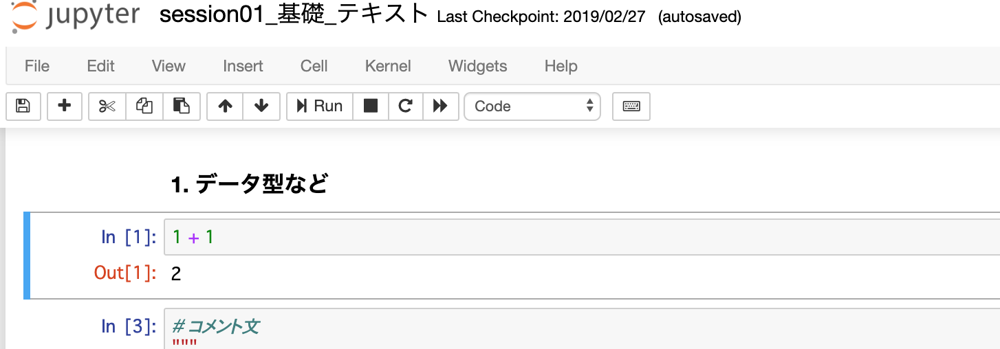 jupyter session01_基礎_テキスト Last Checkpoint: 2019/02/27 (autosaved)
File Edit View Insert Cell Kernel Widgets Help
Run Code
1. データ型など
In [1]: 1 + 1
Out[1]: 2
In [3]: # コメント文
"""